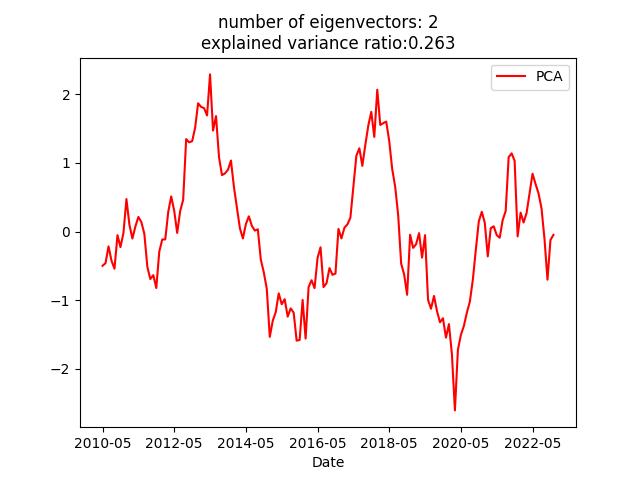 number of eigenvectors: 2
explained variance ratio:0.263
PCA
2
1
0
−1
−2
2010-05 2012-05 2014-05 2016-05 2018-05 2020-05 2022-05
Date